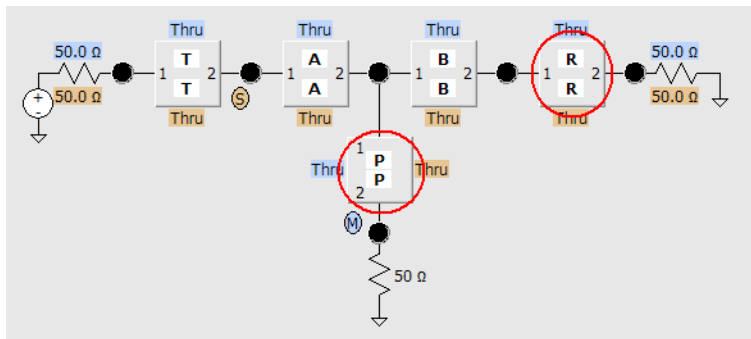 Thru Thru Thru Thru
50.0 Ω 50.0 Ω
T A B R
1 2 1 2 1 2 1 2
50.0 Ω T A B R 50.0 Ω
+
-
S
Thru Thru Thru Thru
1
P
Thru P Thru
2
M
50 Ω